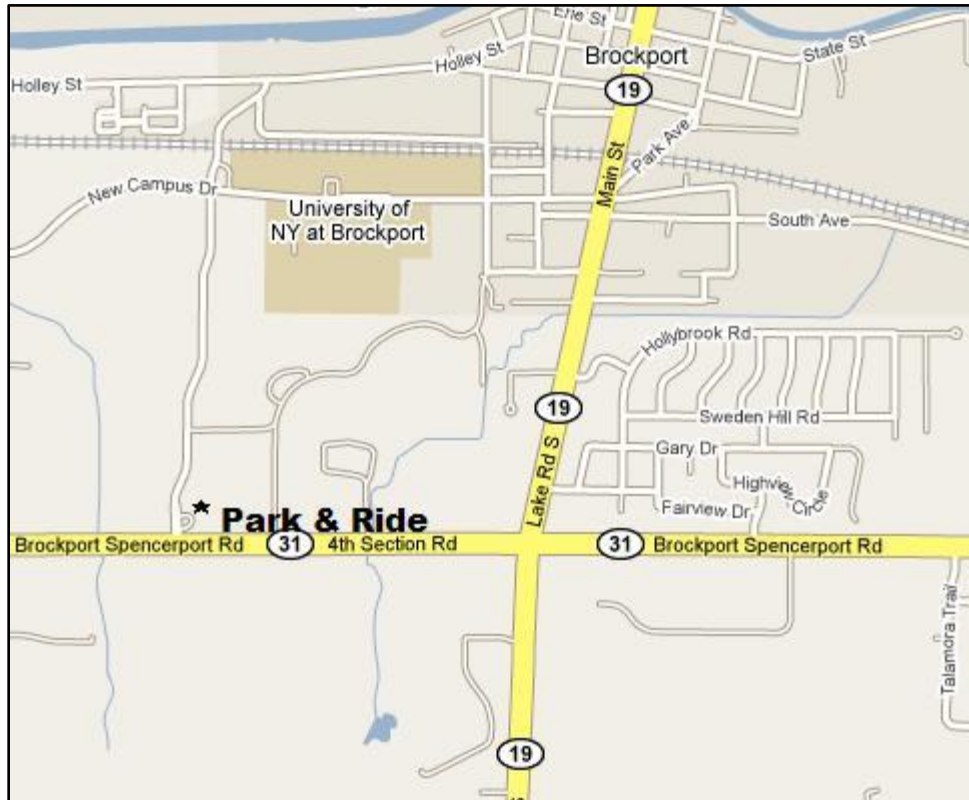 Erie St
State St
Brockport
Holley St
Holley St
19
Park Ave
Main St
New Campus Dr
University of
NY at Brockport
South Ave
Hollybrook Rd
19
Sweden Hill Rd
Gary Dr
Highview Circle
Lake Rd S
Fairview Dr
* Park & Ride
Brockport Spencerport Rd
31
4th Section Rd
31
Brockport Spencerport Rd
Talamora Trail
19